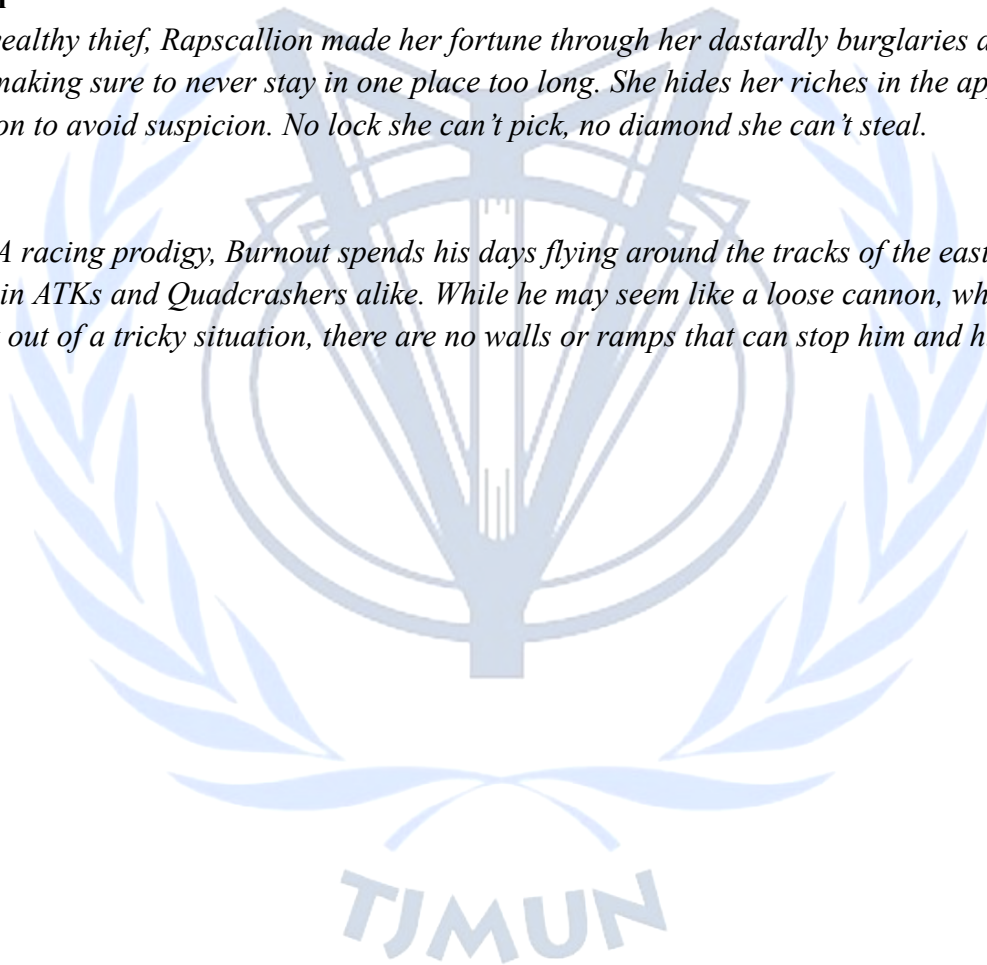 ealthy thief, Rapscallion made her fortune through her dastardly burglaries
making sure to never stay in one place too long. She hides her riches in the
on to avoid suspicion. No lock she can’t pick, no diamond she can’t steal.
A racing prodigy, Burnout spends his days flying around the tracks of the east
in ATKs and Quadcrashers alike. While he may seem like a loose cannon,
out of a tricky situation, there are no walls or ramps that can stop him and
TJMUN